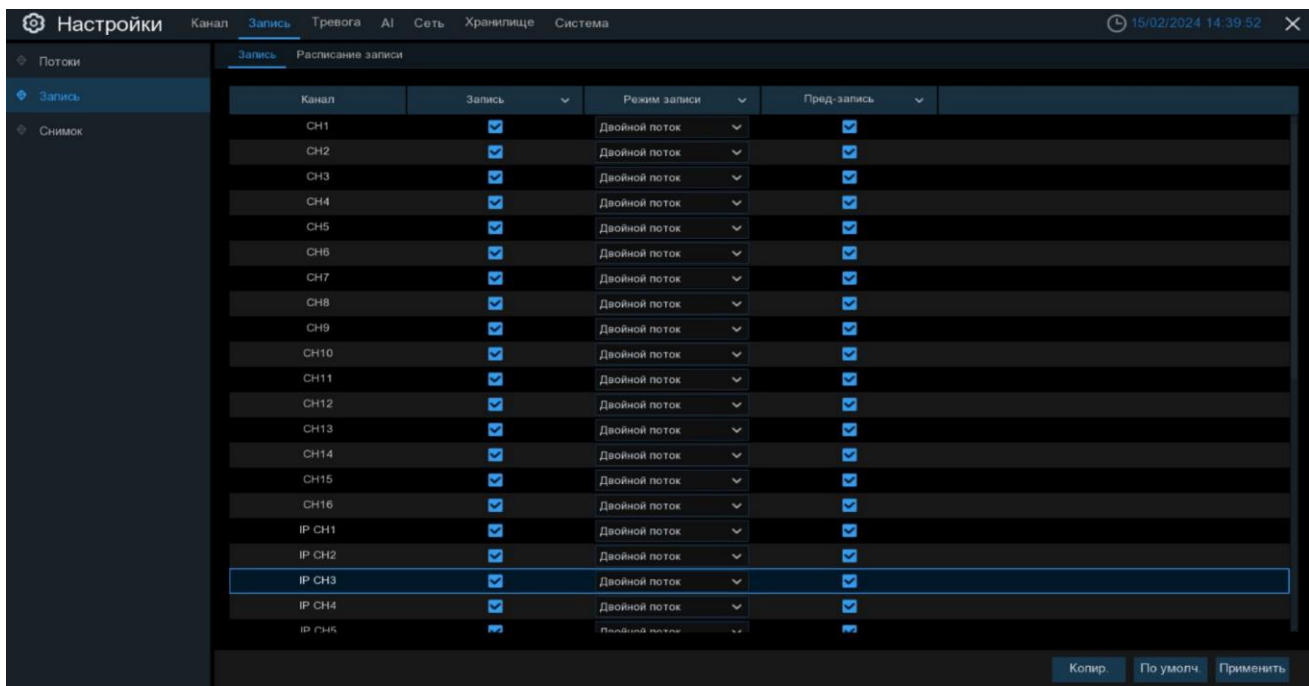 Настройки Канал Запись Тревога AI Сеть Хранилище Система 15/02/2024 14:39:52
Потоки
Запись
Снимок
Запись Расписание записи
Канал Запись Режим записи Пред-запись
CH1 Двойной поток
CH2 Двойной поток
CH3 Двойной поток
CH4 Двойной поток
CH5 Двойной поток
CH6 Двойной поток
CH7 Двойной поток
CH8 Двойной поток
CH9 Двойной поток
CH10 Двойной поток
CH11 Двойной поток
CH12 Двойной поток
CH13 Двойной поток
CH14 Двойной поток
CH15 Двойной поток
CH16 Двойной поток
IP CH1 Двойной поток
IP CH2 Двойной поток
IP CH3 Двойной поток
IP CH4 Двойной поток
IP CH5 Двойной поток
Копир. По умолч. Применить